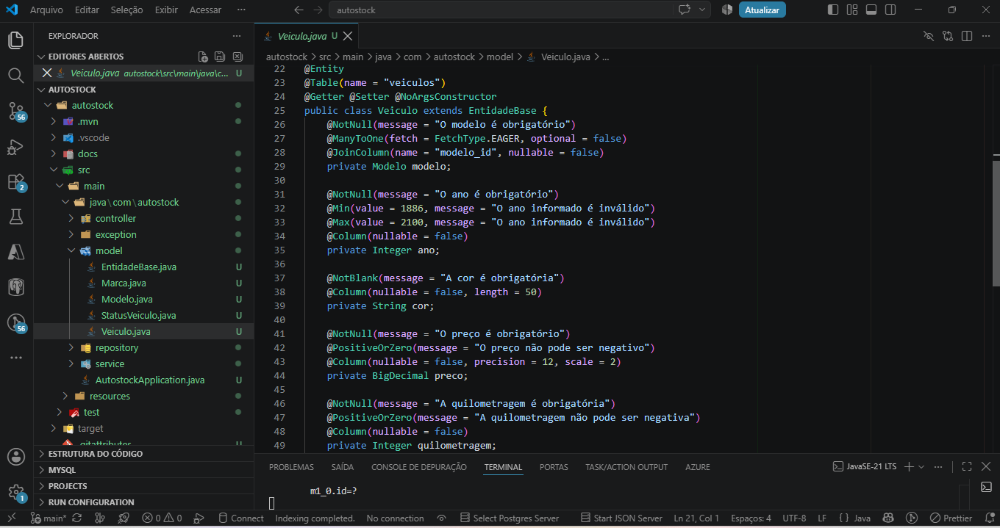 Arquivo Editar Seleção Exibir Acessar ··· autostock Atualizar
EXPLORADOR ···
EDITORES ABERTOS
Veiculo.java autostock\src\main\java\c... U
AUTOSTOCK
autostock
.mvn
.vscode
docs
src
main
java\com\autostock
controller
exception
model
EntidadeBase.java U
Marca.java U
Modelo.java U
StatusVeiculo.java U
Veiculo.java U
repository
service
AutostockApplication.java U
resources
test
target
.gitattributes U
ESTRUTURA DO CÓDIGO
MYSQL
PROJECTS
RUN CONFIGURATION
56
2
56
1
Veiculo.java U
autostock > src > main > java > com > autostock > model > Veiculo.java > ...
22 @Entity
23 @Table(name = "veiculos")
24 @Getter @Setter @NoArgsConstructor
25 public class Veiculo extends EntidadeBase {
26 @NotNull(message = "O modelo é obrigatório")
27 @ManyToOne(fetch = FetchType.EAGER, optional = false)
28 @JoinColumn(name = "modelo_id", nullable = false)
29 private Modelo modelo;
30
31 @NotNull(message = "O ano é obrigatório")
32 @Min(value = 1886, message = "O ano informado é inválido")
33 @Max(value = 2100, message = "O ano informado é inválido")
34 @Column(nullable = false)
35 private Integer ano;
36
37 @NotBlank(message = "A cor é obrigatória")
38 @Column(nullable = false, length = 50)
39 private String cor;
40
41 @NotNull(message = "O preço é obrigatório")
42 @PositiveOrZero(message = "O preço não pode ser negativo")
43 @Column(nullable = false, precision = 12, scale = 2)
44 private BigDecimal preco;
45
46 @NotNull(message = "A quilometragem é obrigatória")
47 @PositiveOrZero(message = "A quilometragem não pode ser negativa")
48 @Column(nullable = false)
49 private Integer quilometragem;
PROBLEMAS SAÍDA CONSOLE DE DEPURAÇÃO TERMINAL PORTAS TASK/ACTION OUTPUT AZURE JavaSE-21 LTS ···
m1_0.id=?
main* 0 0 Connect Indexing completed. No connection Select Postgres Server Start JSON Server Ln 21, Col 1 Espaços: 4 UTF-8 LF { } Java Prettier